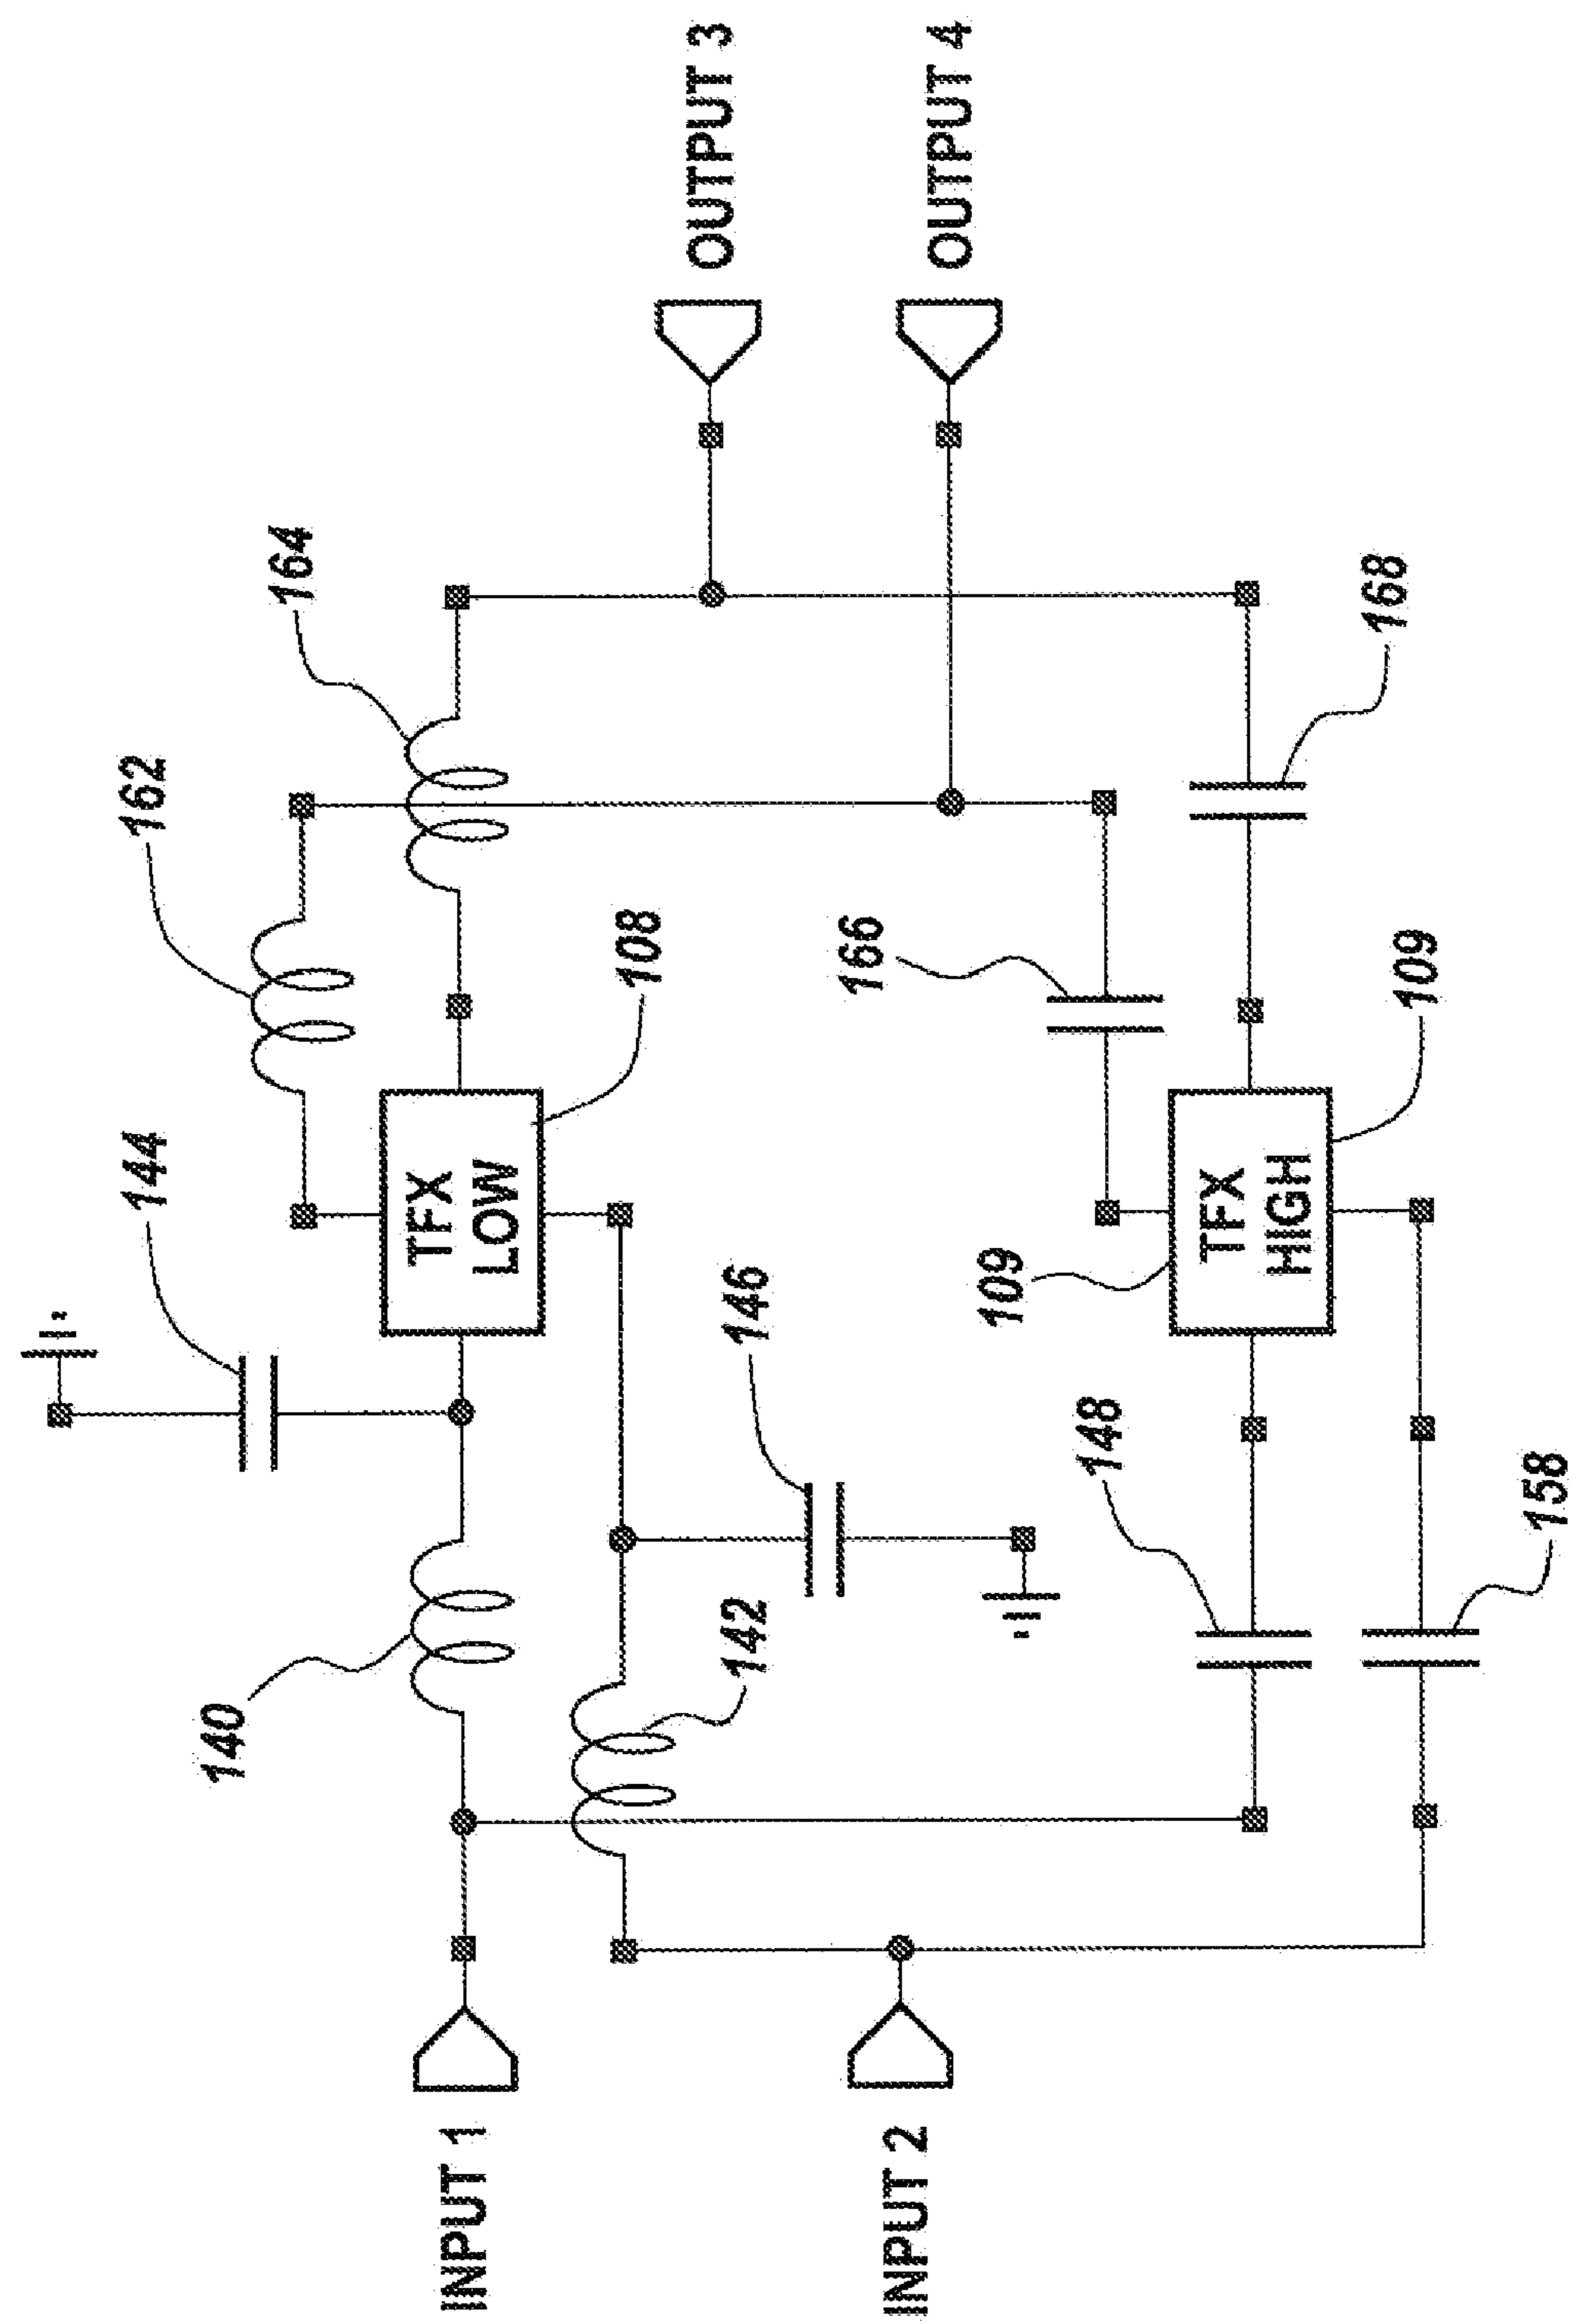 INPUT 1
INPUT 2
140
142
144
146
148
158
TFX
LOW
108
TFX
HIGH
109
109
162
164
166
168
OUTPUT 3
OUTPUT 4